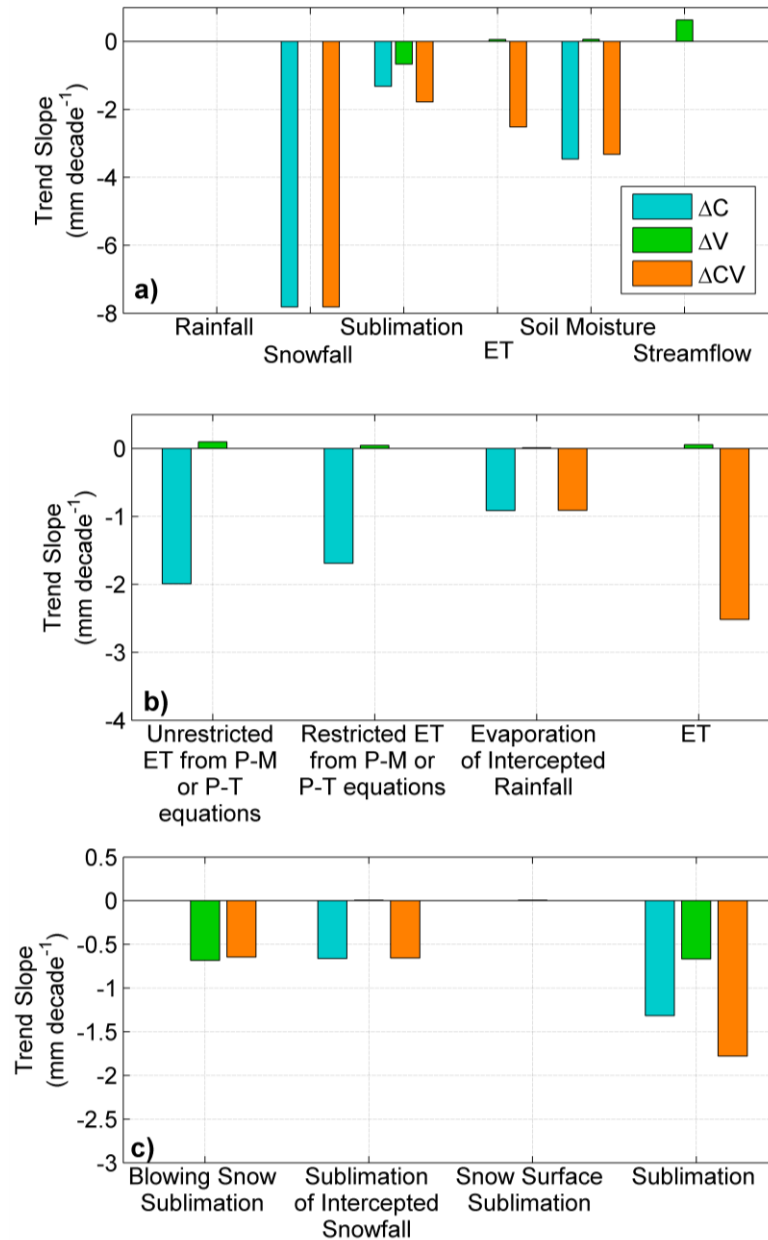 0
-2
-4
-6
-8
Trend Slope
(mm decade⁻¹)
a)
ΔC
ΔV
ΔCV
Rainfall
Snowfall
Sublimation
ET
Soil Moisture
Streamflow
0
-1
-2
-3
-4
Trend Slope
(mm decade⁻¹)
b)
Unrestricted
ET from P-M
or P-T
equations
Restricted ET
from P-M or
P-T equations
Evaporation
of Intercepted
Rainfall
ET
0.5
0
-0.5
-1
-1.5
-2
-2.5
-3
Trend Slope
(mm decade⁻¹)
c)
Blowing Snow
Sublimation
Sublimation
of Intercepted
Snowfall
Snow Surface
Sublimation
Sublimation